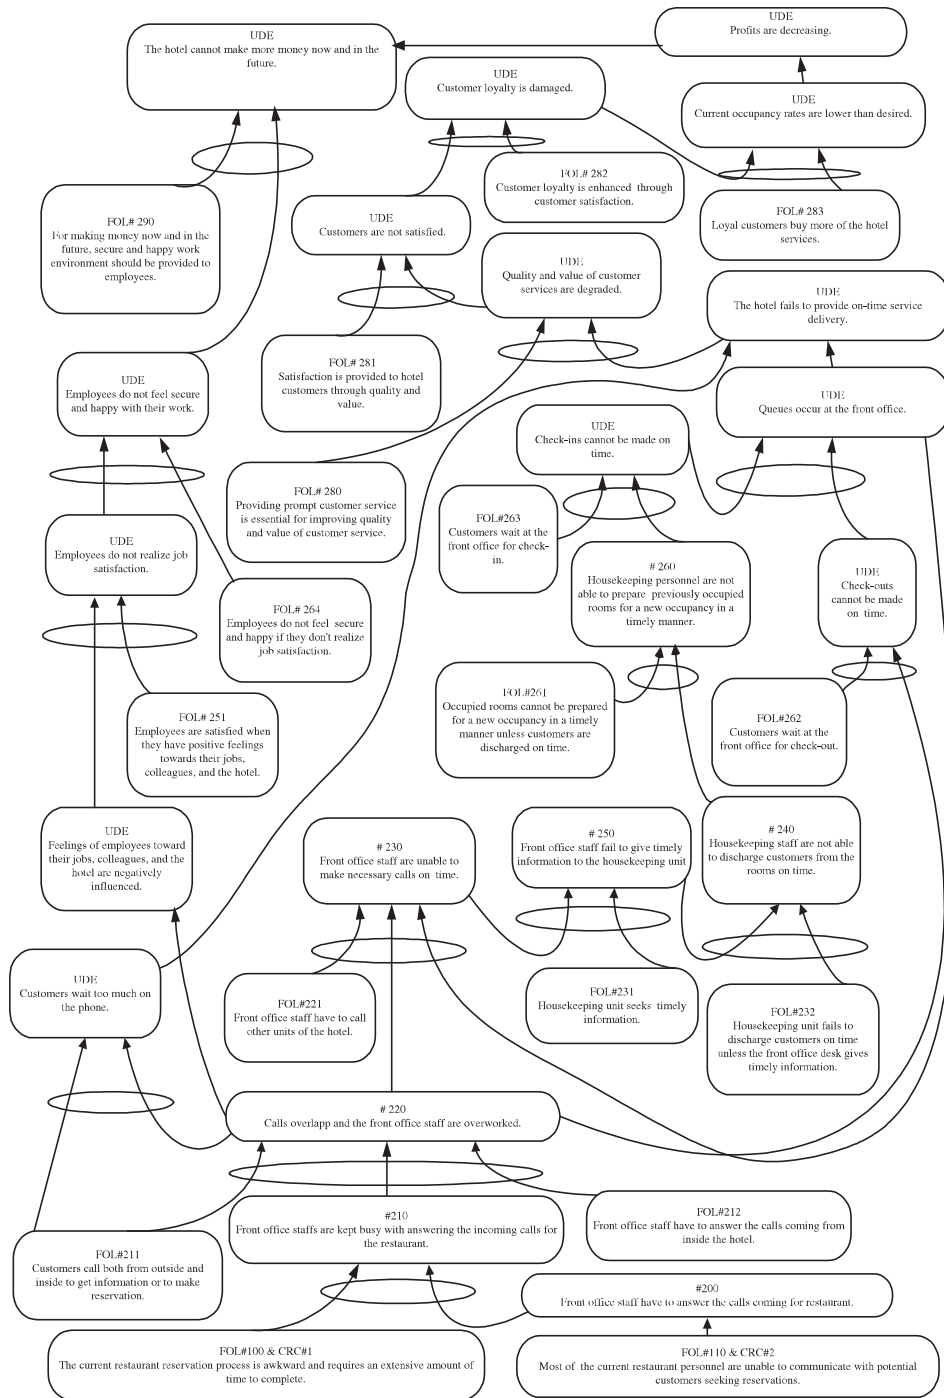 UDE
Profits are decreasing.
UDE
The hotel cannot make more money now and in the
future.
UDE
Customer loyalty is damaged.
UDE
Current occupancy rates are lower than desired.
FOL# 282
Customer loyalty is enhanced through
customer satisfaction.
FOL# 290
For making money now and in the
future, secure and happy work
environment should be provided to
employees.
UDE
Customers are not satisfied.
FOL# 283
Loyal customers buy more of the hotel
services.
UDE
Quality and value of customer
services are degraded.
UDE
The hotel fails to provide on-time service
delivery.
FOL# 281
Satisfaction is provided to hotel
customers through quality and
value.
UDE
Employees do not feel secure
and happy with their work.
UDE
Queues occur at the front office.
UDE
Check-ins cannot be made on
time.
FOL# 280
Providing prompt customer service
is essential for improving quality
and value of customer service.
FOL#263
Customers wait at the
front office for check-
in.
UDE
Employees do not realize job
satisfaction.
# 260
Housekeeping personnel are not
able to prepare previously occupied
rooms for a new occupancy in a
timely manner.
UDE
Check-outs
cannot be made
on time.
FOL# 264
Employees do not feel secure
and happy if they don't realize
job satisfaction.
FOL#261
Occupied rooms cannot be prepared
for a new occupancy in a timely
manner unless customers are
discharged on time.
FOL# 251
Employees are satisfied when
they have positive feelings
towards their jobs,
colleagues, and the hotel.
FOL#262
Customers wait at the
front office for check-out.
UDE
Feelings of employees toward
their jobs, colleagues, and the
hotel are negatively
influenced.
# 230
Front office staff are unable to
make necessary calls on time.
# 250
Front office staff fail to give timely
information to the housekeeping unit
# 240
Housekeeping staff are not able
to discharge customers from the
rooms on time.
UDE
Customers wait too much on
the phone.
FOL#221
Front office staff have to call
other units of the hotel.
FOL#231
Housekeeping unit seeks timely
information.
FOL#232
Housekeeping unit fails to
discharge customers on time
unless the front office desk gives
timely information.
# 220
Calls overlapp and the front office staff are overworked.
#210
Front office staffs are kept busy with answering the incoming calls for
the restaurant.
FOL#212
Front office staff have to answer the calls coming from
inside the hotel.
FOL#211
Customers call both from outside and
inside to get information or to make
reservation.
#200
Front office staff have to answer the calls coming for restaurant.
FOL#100 & CRC#1
The current restaurant reservation process is awkward and requires an extensive amount of
time to complete.
FOL#110 & CRC#2
Most of the current restaurant personnel are unable to communicate with potential
customers seeking reservations.